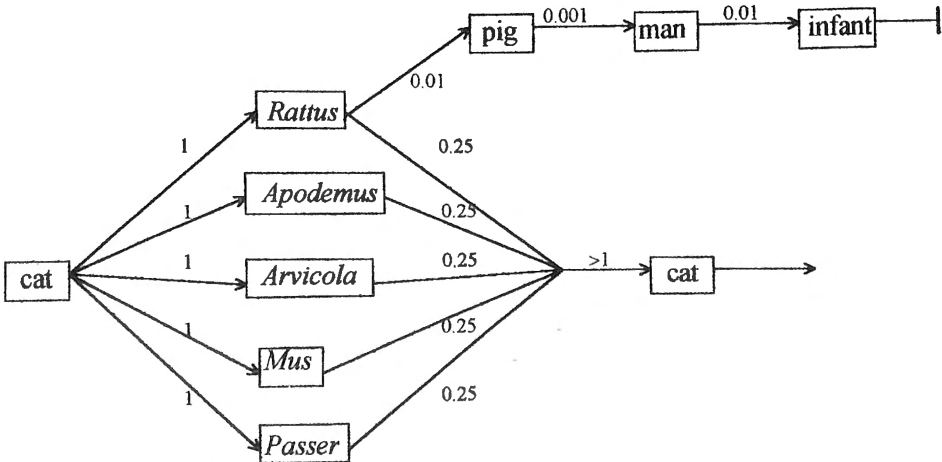 pig 0.001 man 0.01 infant
0.01
Rattus
1 0.25
Apodemus
1 0.25
cat 1 Arvicola 0.25 >1 cat
1 Mus 0.25
1 0.25
Passer